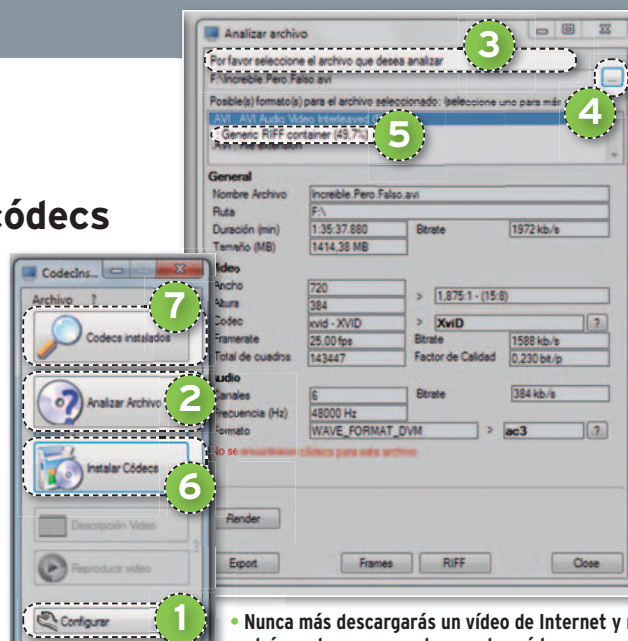 códecs
Analizar archivo
3
Por favor seleccione el archivo que desea analizar
F:\Increible.Pero.Falso.avi
...
4
Posible(s) formato(s) para el archivo seleccionado: (seleccione uno para más
AVI : AVI Audio Video Interleaved
Generic RIFF container (49,7%)
5
General
Nombre Archivo Increible.Pero.Falso.avi
Ruta F:\
Duración (min) 1:35:37.880 Bitrate 1972 kb/s
Tamaño (MB) 1414,38 MB
Video
Ancho 720
Altura 384 > 1,875:1 - (15:8)
Codec xvid - XVID > XviD ?
Framerate 25.00 fps Bitrate 1588 kb/s
Total de cuadros 143447 Factor de Calidad 0,230 bit/p
Audio
Canales 6 Bitrate 384 kb/s
Frecuencia (Hz) 48000 Hz
Formato WAVE_FORMAT_DVM > ac3 ?
No se encontraron códecs para este archivo
Render
Export Frames RIFF Close
CodecIns...
Archivo ?
7
Codecs instalados
Analizar Archivo
2
Instalar Códecs
6
Descripción Video
?
Reproducir video
Configurar
1
• Nunca más descargarás un vídeo de Internet y